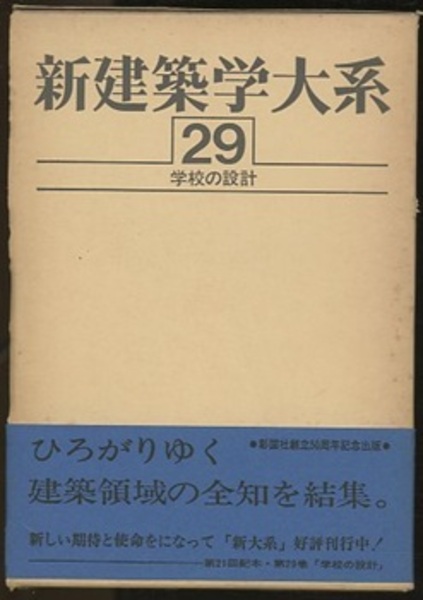 新建築学大系
29
学校の設計
ひろがりゆく
●彰国社創立50周年記念出版●
建築領域の全知を結集。
新しい期待と使命をになって「新大系」好評刊行中!
第21回配本・第29巻「学校の設計」